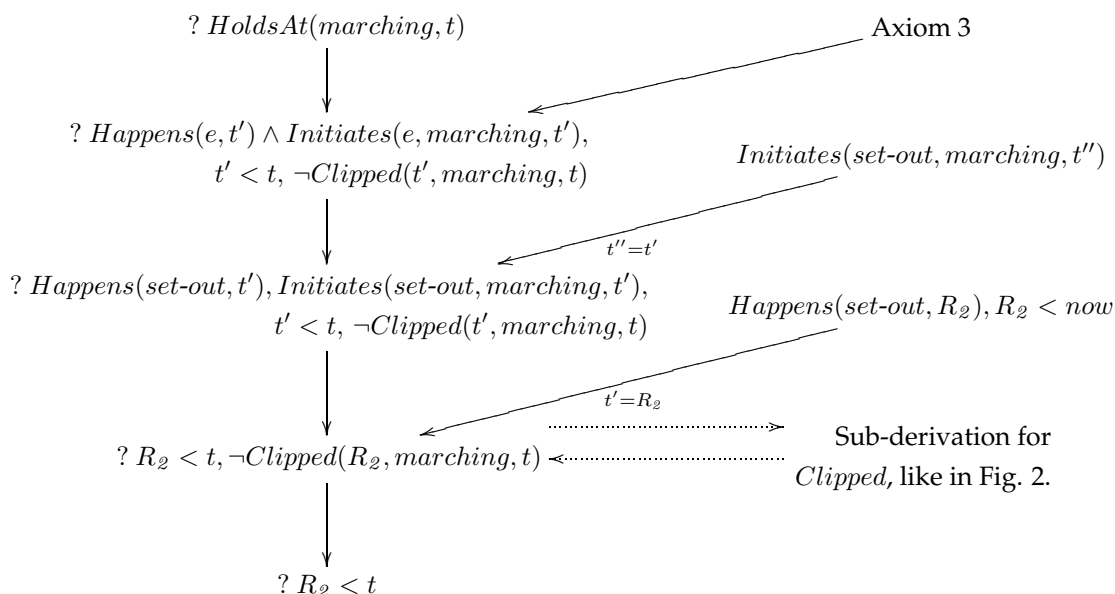 ? HoldsAt(marching, t)
Axiom 3
? Happens(e, t′) ∧ Initiates(e, marching, t′),
t′ < t, ¬Clipped(t′, marching, t)
Initiates(set-out, marching, t′′)
t′′=t′
? Happens(set-out, t′), Initiates(set-out, marching, t′),
t′ < t, ¬Clipped(t′, marching, t)
Happens(set-out, R₂), R₂ < now
t′=R₂
? R₂ < t, ¬Clipped(R₂, marching, t)
Sub-derivation for
Clipped, like in Fig. 2.
? R₂ < t